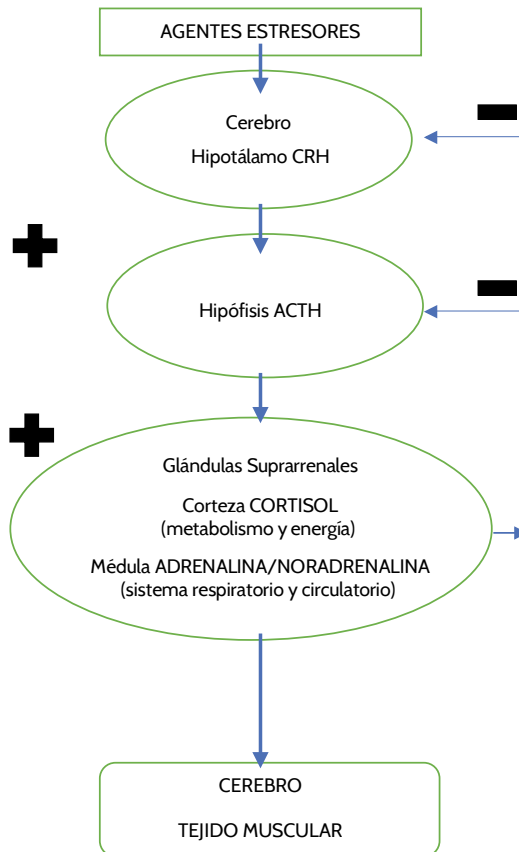 AGENTES ESTRESORES
Cerebro
Hipotálamo CRH
Hipófisis ACTH
Glándulas Suprarrenales
Corteza CORTISOL
(metabolismo y energía)
Médula ADRENALINA/NORADRENALINA
(sistema respiratorio y circulatorio)
CEREBRO
TEJIDO MUSCULAR